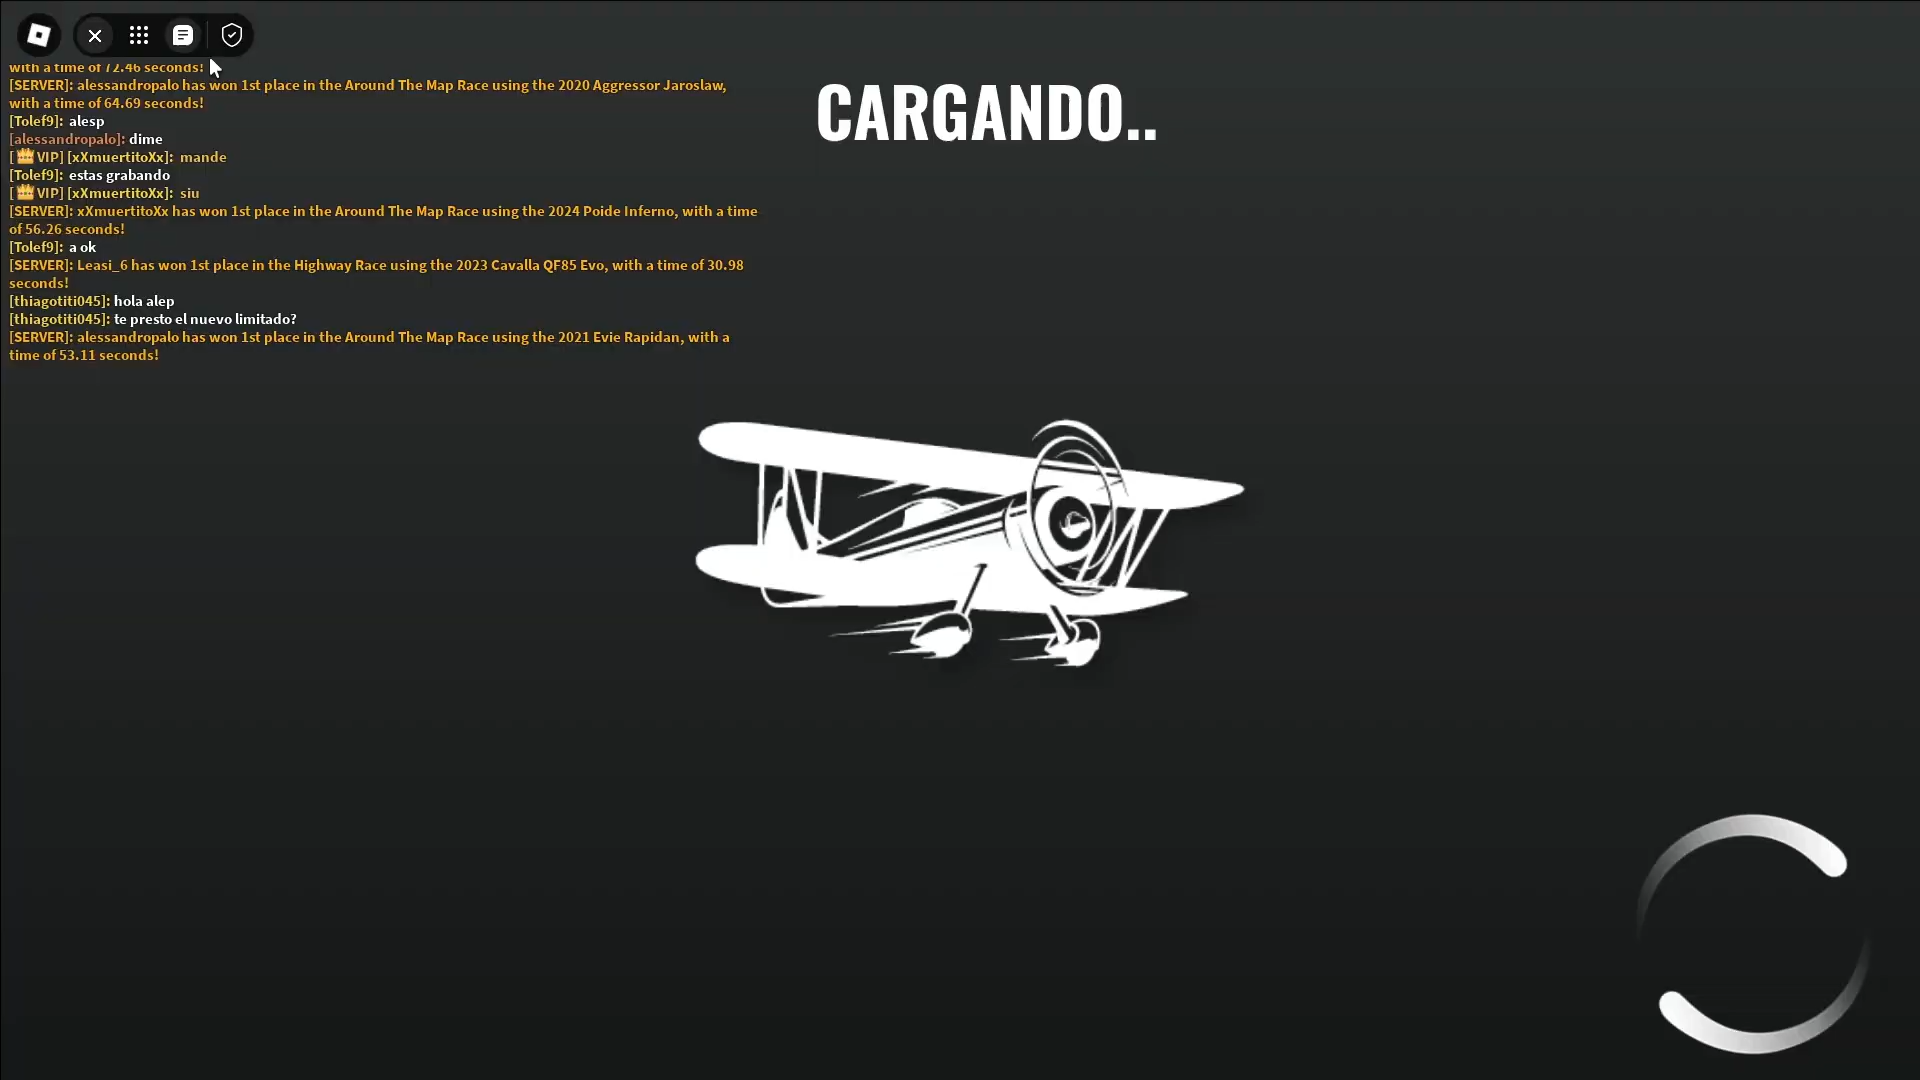 with a time of 72.46 seconds!
[SERVER]: alessandropalo has won 1st place in the Around The Map Race using the 2020 Aggressor Jaroslaw,
with a time of 64.69 seconds!
CARGANDO..
[Tolef9]: alesp
[alessandropalo]: dime
[👑VIP] [xXmuertitoXx]: mande
[Tolef9]: estas grabando
[👑VIP] [xXmuertitoXx]: siu
[SERVER]: xXmuertitoXx has won 1st place in the Around The Map Race using the 2024 Poide Inferno, with a time
of 56.26 seconds!
[Tolef9]: a ok
[SERVER]: Leasi_6 has won 1st place in the Highway Race using the 2023 Cavalla QF85 Evo, with a time of 30.98
seconds!
[thiagotiti045]: hola alep
[thiagotiti045]: te presto el nuevo limitado?
[SERVER]: alessandropalo has won 1st place in the Around The Map Race using the 2021 Evie Rapidan, with a
time of 53.11 seconds!